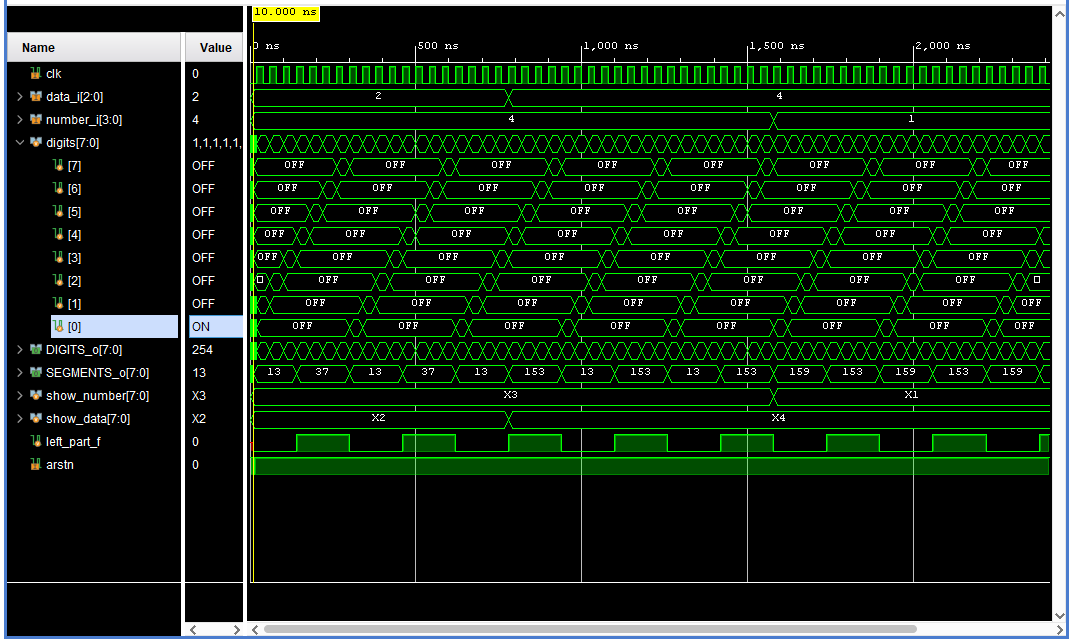 10.000 ns
Name Value
0 ns 500 ns 1,000 ns 1,500 ns 2,000 ns
clk 0
data_i[2:0] 2 2 4
number_i[3:0] 4 4 1
digits[7:0] 1,1,1,1,1,
[7] OFF OFF OFF OFF OFF OFF OFF OFF OFF
[6] OFF OFF OFF OFF OFF OFF OFF OFF OFF
[5] OFF OFF OFF OFF OFF OFF OFF OFF OFF
[4] OFF OFF OFF OFF OFF OFF OFF OFF OFF
[3] OFF OFF OFF OFF OFF OFF OFF OFF OFF
[2] OFF OFF OFF OFF OFF OFF OFF OFF
[1] OFF OFF OFF OFF OFF OFF OFF OFF OFF
[0] ON OFF OFF OFF OFF OFF OFF OFF OFF
DIGITS_o[7:0] 254
SEGMENTS_o[7:0] 13 13 37 13 37 13 153 13 153 13 153 159 153 159 153 159
show_number[7:0] X3 X3 X1
show_data[7:0] X2 X2 X4
left_part_f 0
arstn 0